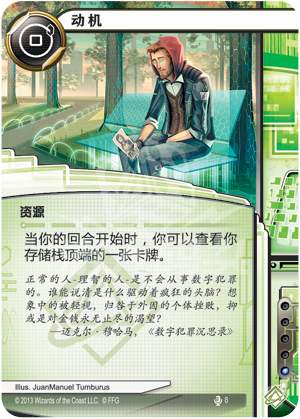 动机
0
资源
当你的回合开始时，你可以查看你
存储栈顶端的一张卡牌。
正常的人-理智的人-是不会从事数字犯罪
的。谁能说清是什么驱动着疯狂的头脑？想
象中的被轻视，归咎于外因的个体挫败，抑
或是对金钱永无止尽的渴望？
—迈克尔·穆哈马，《数字犯罪沉思录》
Illus. JuanManuel Tumburus
© 2013 Wizards of the Coast LLC. © FFG
8